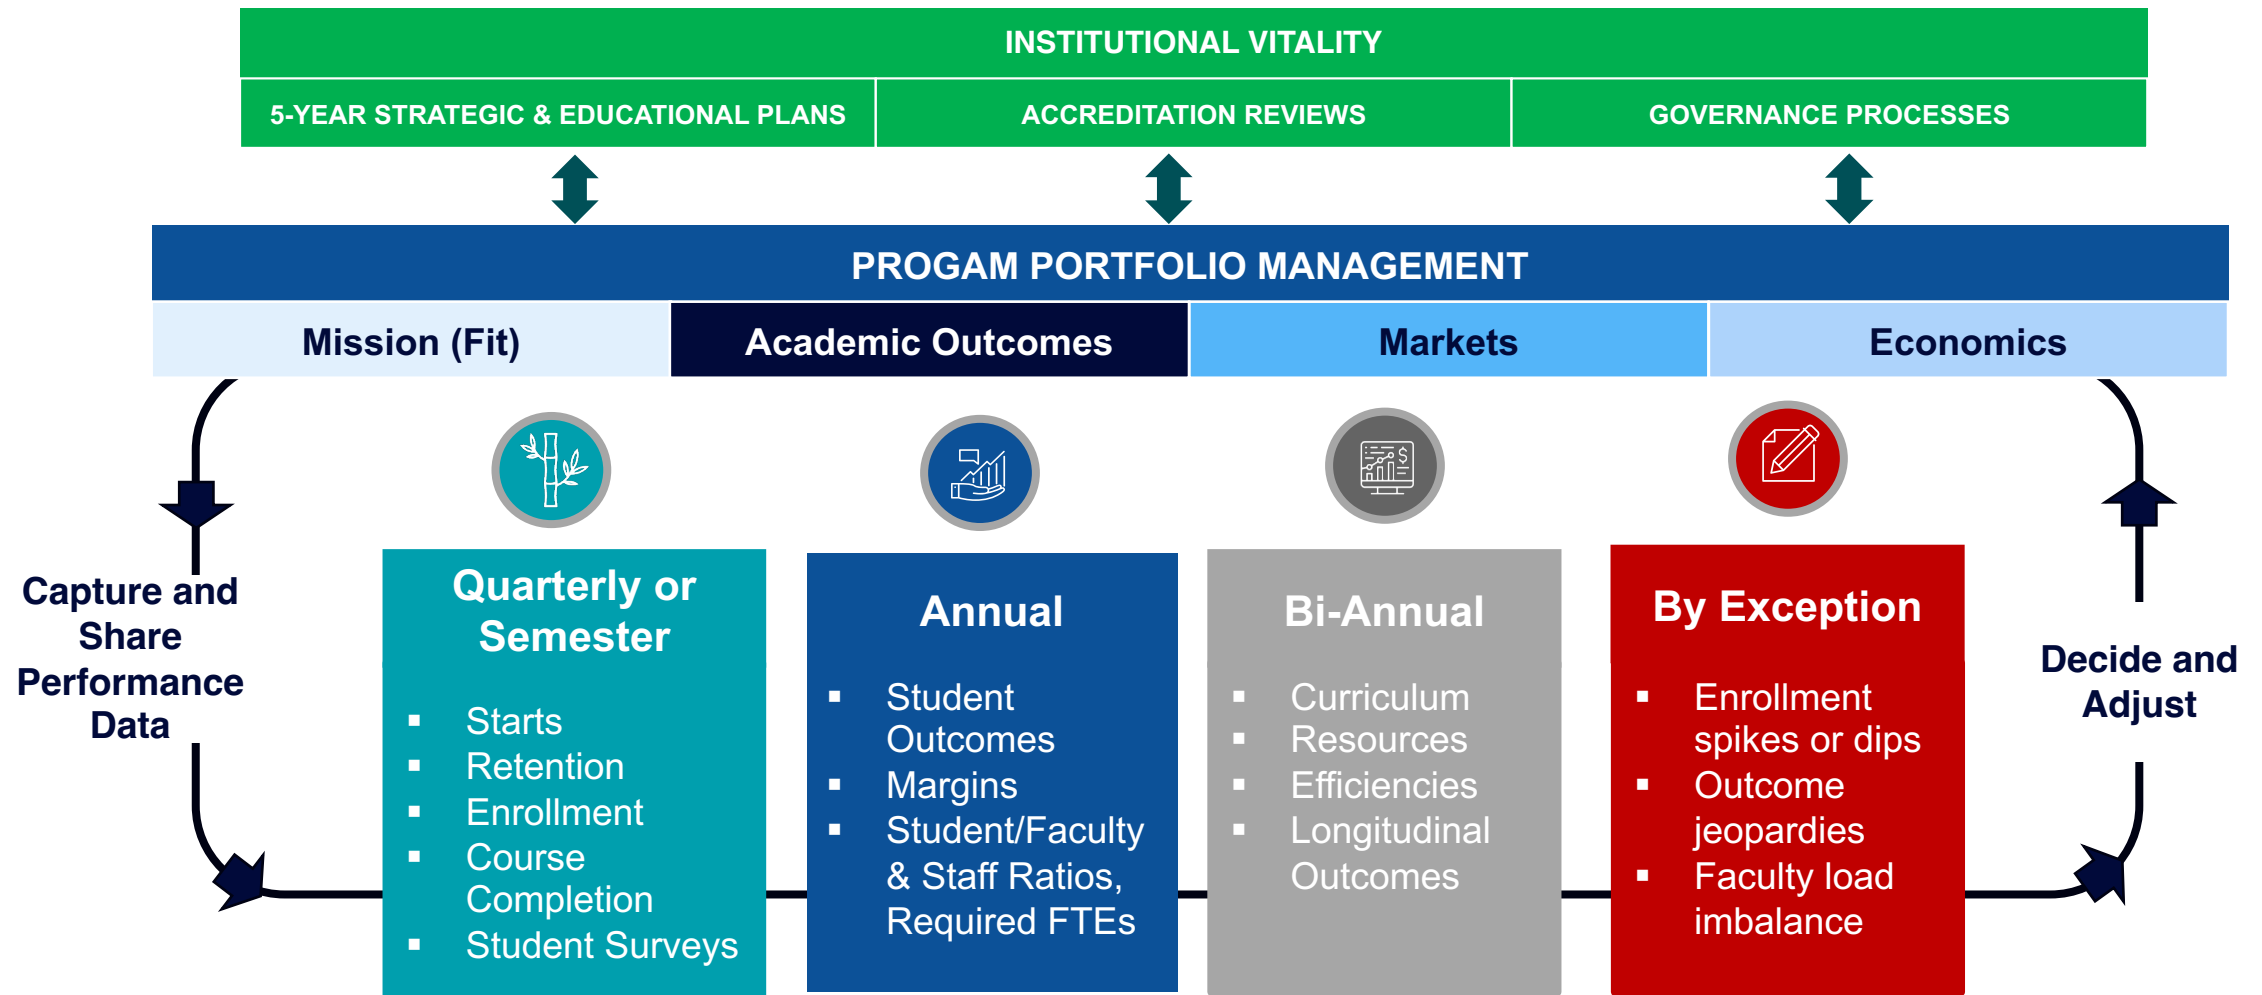 INSTITUTIONAL VITALITY
5-YEAR STRATEGIC & EDUCATIONAL PLANS
ACCREDITATION REVIEWS
GOVERNANCE PROCESSES
PROGAM PORTFOLIO MANAGEMENT
Mission (Fit)
Academic Outcomes
Markets
Economics
Capture and
Share
Performance
Data
Quarterly or
Semester
▪ Starts
▪ Retention
▪ Enrollment
▪ Course
Completion
▪ Student Surveys
Annual
▪ Student
Outcomes
▪ Margins
▪ Student/Faculty
& Staff Ratios,
Required FTEs
Bi-Annual
▪ Curriculum
▪ Resources
▪ Efficiencies
▪ Longitudinal
Outcomes
By Exception
▪ Enrollment
spikes or dips
▪ Outcome
jeopardies
▪ Faculty load
imbalance
Decide and
Adjust